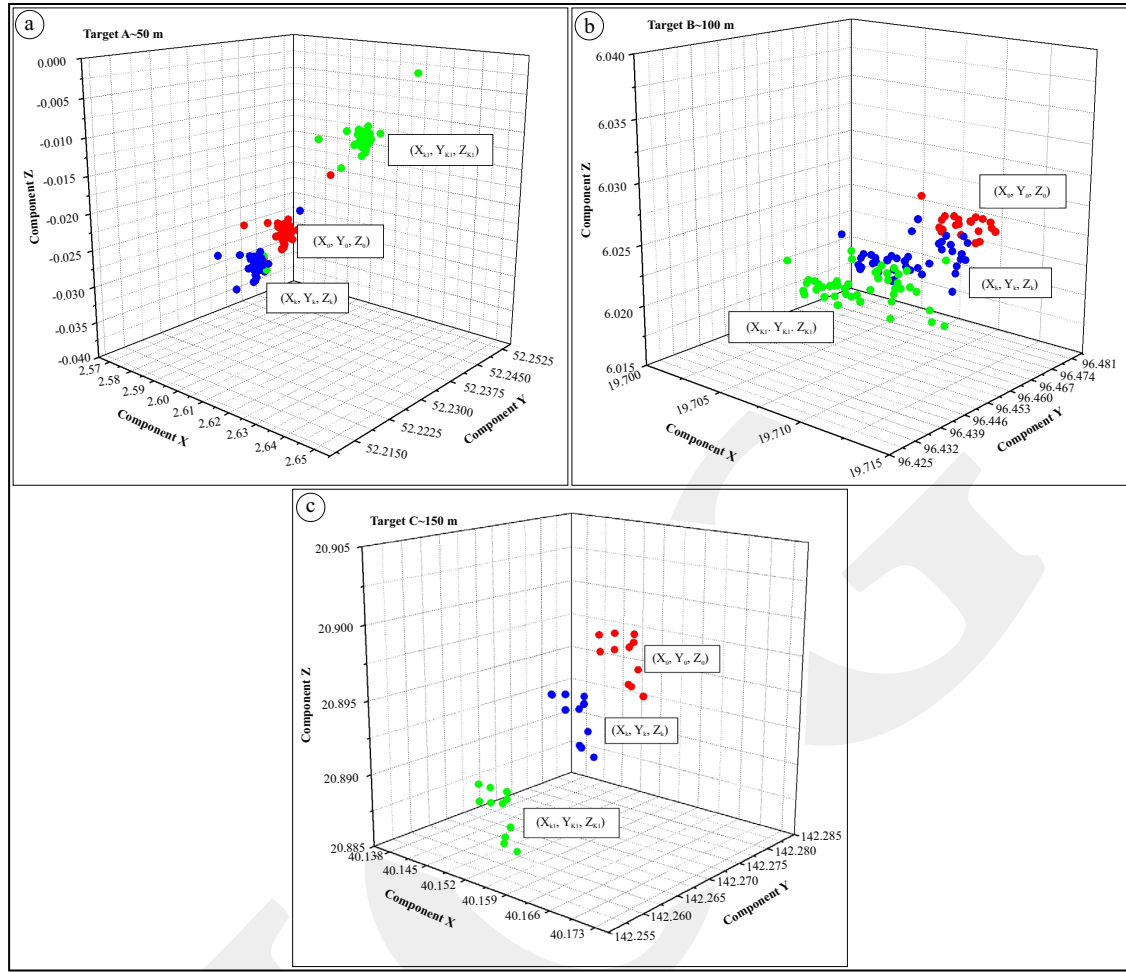 a
Target A~50 m
0.000
-0.005
-0.010
-0.015
-0.020
-0.025
-0.030
-0.035
-0.040
Component Z
2.57
2.58
2.59
2.60
2.61
2.62
2.63
2.64
2.65
Component X
52.2150
52.2225
52.2300
52.2375
52.2450
52.2525
Component Y
(X_K1, Y_K1, Z_K1)
(X_0, Y_0, Z_0)
(X_k, Y_k, Z_k)
b
Target B~100 m
6.040
6.035
6.030
6.025
6.020
6.015
Component Z
19.700
19.705
19.710
19.715
Component X
96.425
96.432
96.439
96.446
96.453
96.460
96.467
96.474
96.481
Component Y
(X_0, Y_0, Z_0)
(X_k, Y_k, Z_k)
(X_K1. Y_K1. Z_K1)
c
Target C~150 m
20.905
20.900
20.895
20.890
20.885
Component Z
40.138
40.145
40.152
40.159
40.166
40.173
Component X
142.255
142.260
142.265
142.270
142.275
142.280
142.285
Component Y
(X_0, Y_0, Z_0)
(X_k, Y_k, Z_k)
(X_k1, Y_K1, Z_K1)